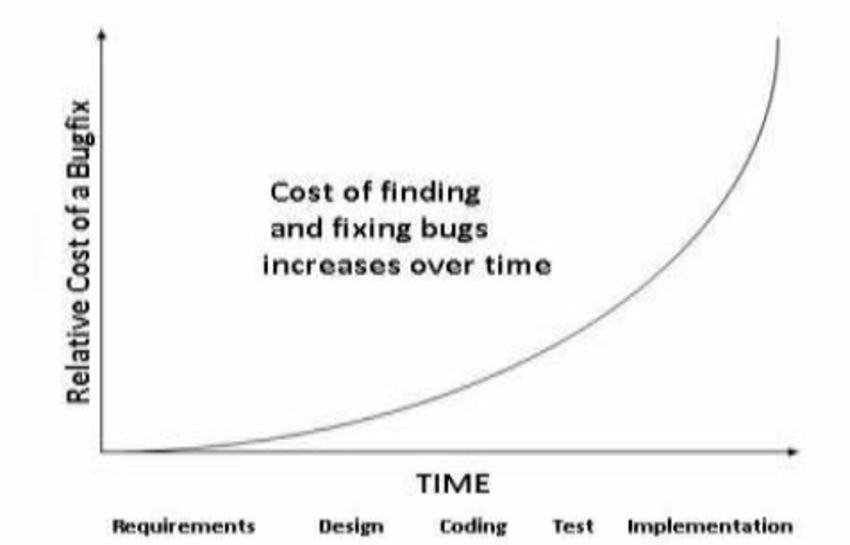 Relative Cost of a Bugfix
Cost of finding
and fixing bugs
increases over time
TIME
Requirements Design Coding Test Implementation